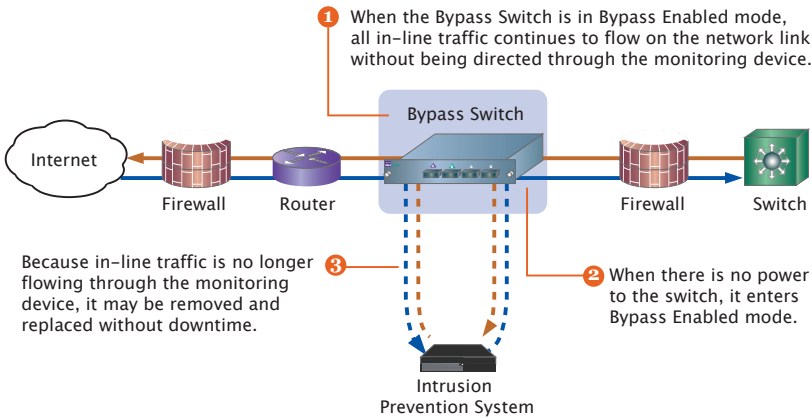 1 When the Bypass Switch is in Bypass Enabled mode,
all in-line traffic continues to flow on the network link
without being directed through the monitoring device.
Bypass Switch
Internet
Firewall
Router
Firewall
Switch
Because in-line traffic is no longer
flowing through the monitoring
device, it may be removed and
replaced without downtime.
3
2 When there is no power
to the switch, it enters
Bypass Enabled mode.
Intrusion
Prevention System